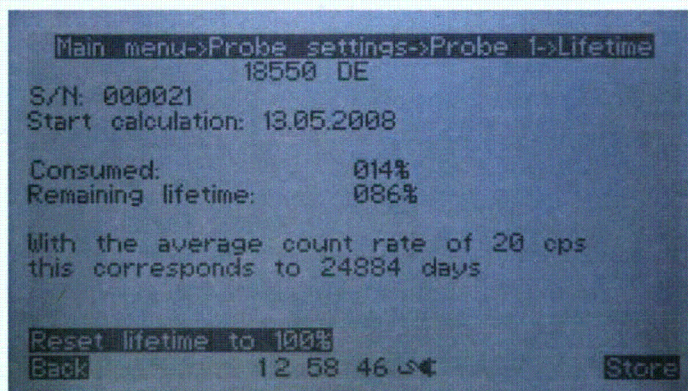 Main menu->Probe settings->Probe 1->Lifetime
18550 DE
S/N: 000021
Start calculation: 13.05.2008
Consumed: 014%
Remaining lifetime: 086%
With the average count rate of 20 cps
this corresponds to 24884 days
Reset lifetime to 100%
Back 12 58 46 Store